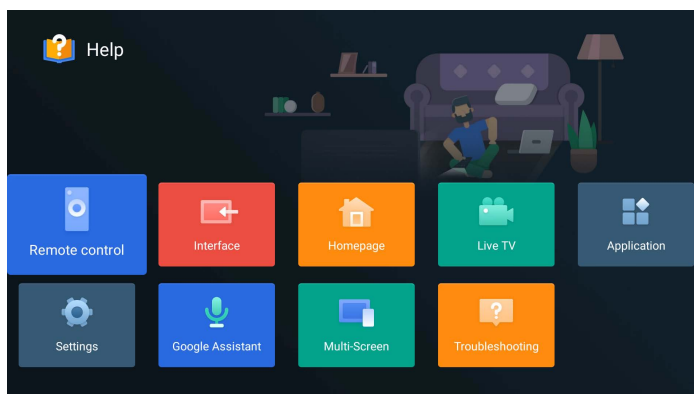 Help
Remote control
Interface
Homepage
Live TV
Application
Settings
Google Assistant
Multi-Screen
Troubleshooting